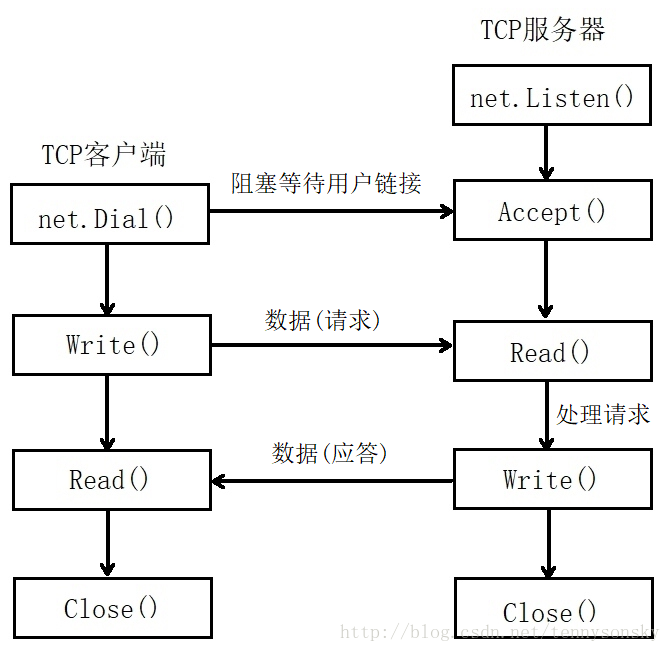 TCP服务器
net.Listen()
TCP客户端
阻塞等待用户链接
net.Dial()
Accept()
数据(请求)
Write()
Read()
处理请求
数据(应答)
Read()
Write()
Close()
Close()
http://blog.csdn.net/tennysonsky